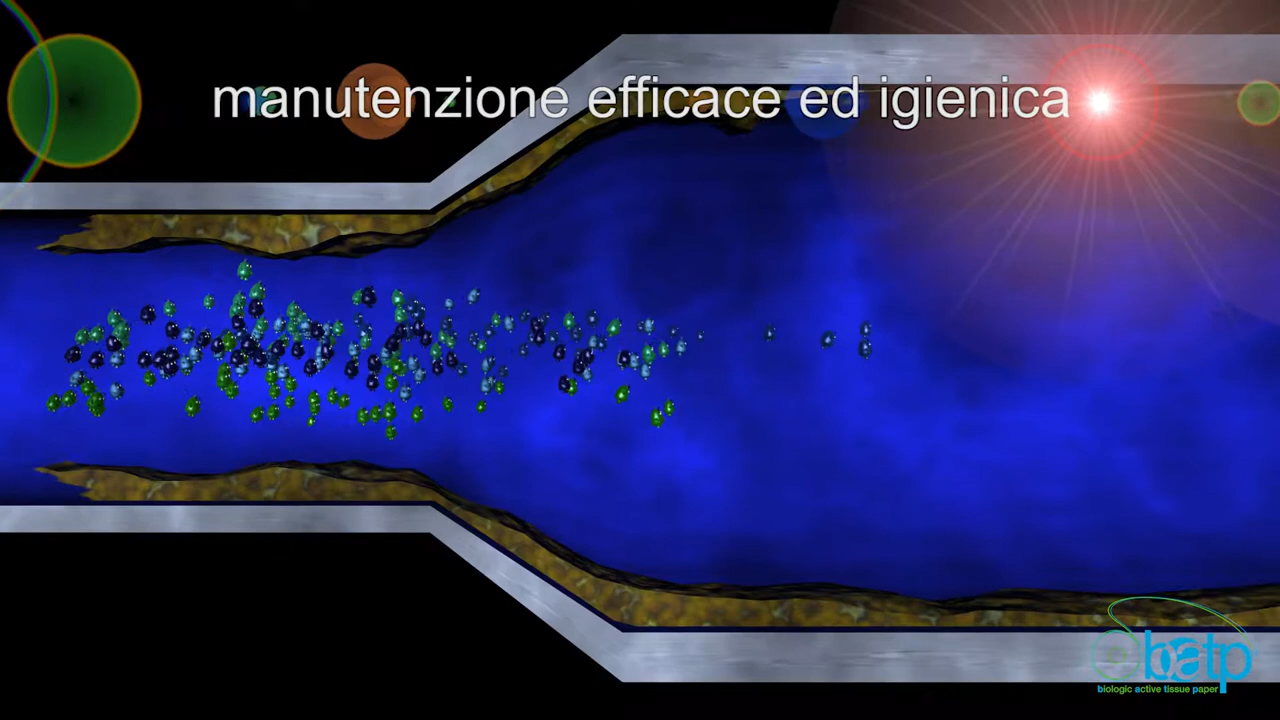 manutenzione efficace ed igienica
batp
biologic active tissue paper